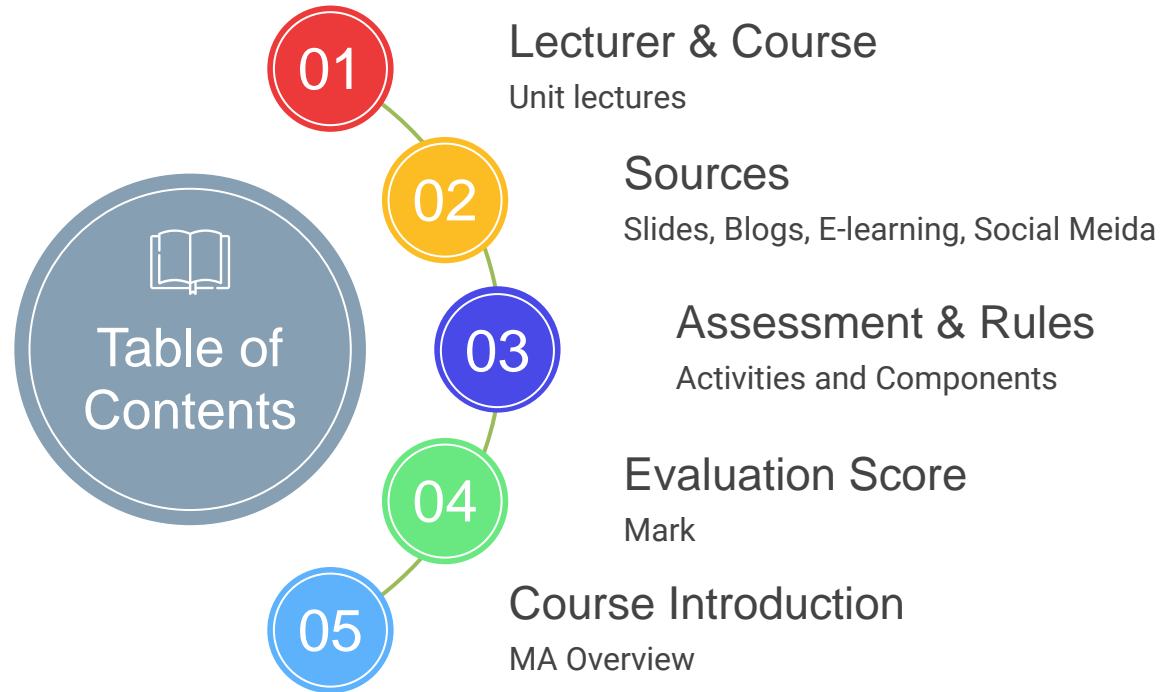 Table of
Contents
01
Lecturer & Course
Unit lectures
02
Sources
Slides, Blogs, E-learning, Social Meida
03
Assessment & Rules
Activities and Components
04
Evaluation Score
Mark
05
Course Introduction
MA Overview